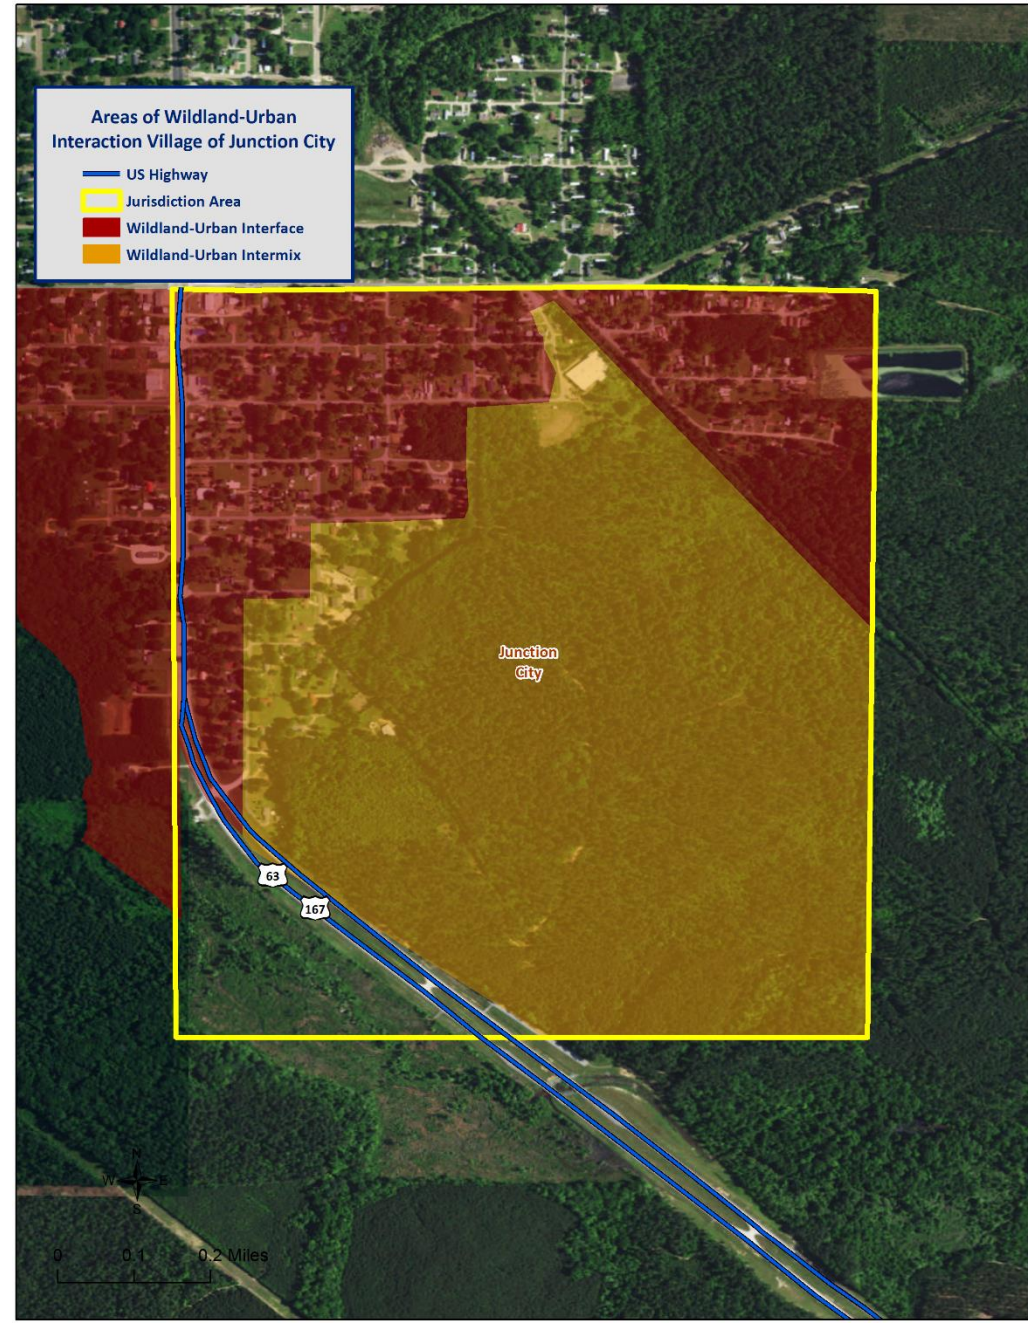 Areas of Wildland-Urban
Interaction Village of Junction City
US Highway
Jurisdiction Area
Wildland-Urban Interface
Wildland-Urban Intermix
Junction
City
63
167
N
W E
S
0 0.1 0.2 Miles